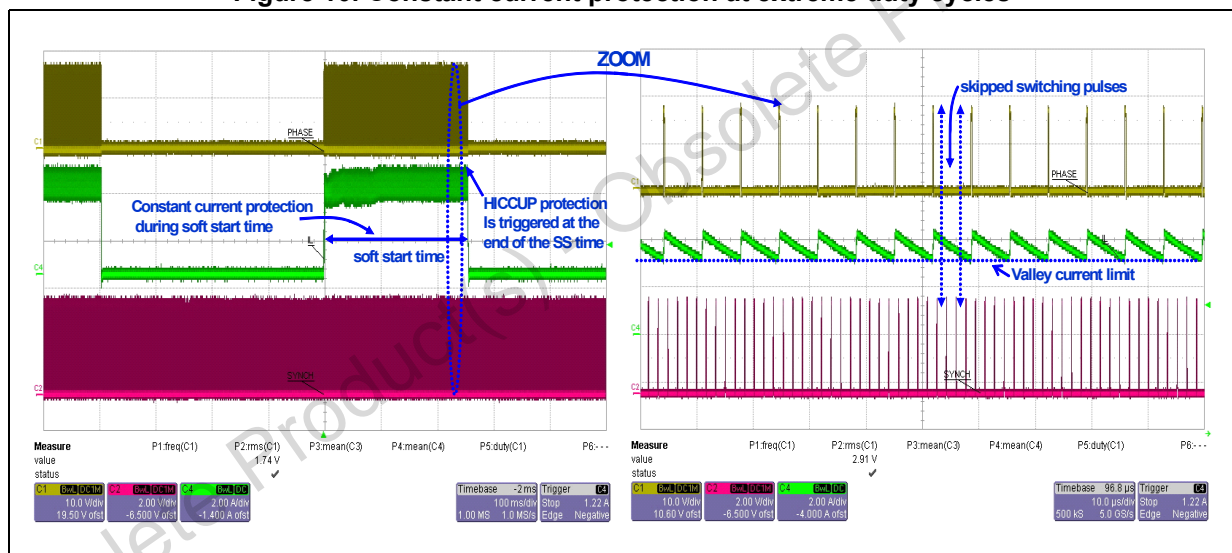 Figure 10. Constant current protection at extreme duty cycles
ZOOM
skipped switching pulses
PHASE
C1
Constant current protection
during soft start time
HICCUP protection
Is triggered at the
end of the SS time
L
soft start time
C4
SYNCH
C2
C1
PHASE
L
Valley current limit
C4
SYNCH
C2
Measure P1:freq(C1) P2:rms(C1) P3:mean(C3) P4:mean(C4) P5:duty(C1) P6:- - -
value 1.74 V
status ✔
C1 BwL DC1M C2 BwL DC1M C4 BwL DC
10.0 V/div 2.00 V/div 2.00 A/div
19.50 V ofst -6.500 V ofst -1.400 A ofst
Timebase -2 ms Trigger C4
100 ms/div Stop 1.22 A
1.00 MS 1.0 MS/s Edge Negative
Measure P1:freq(C1) P2:rms(C1) P3:mean(C3) P4:mean(C4) P5:duty(C1) P6:- - -
value 2.91 V
status ✔
C1 BwL DC1M C2 BwL DC1M C4 BwL DC
10.0 V/div 2.00 V/div 2.00 A/div
10.60 V ofst -6.500 V ofst -4.000 A ofst
Timebase 96.8 µs Trigger C4
10.0 µs/div Stop 1.22 A
500 kS 5.0 GS/s Edge Negative
lete Product(s) Obsolete P